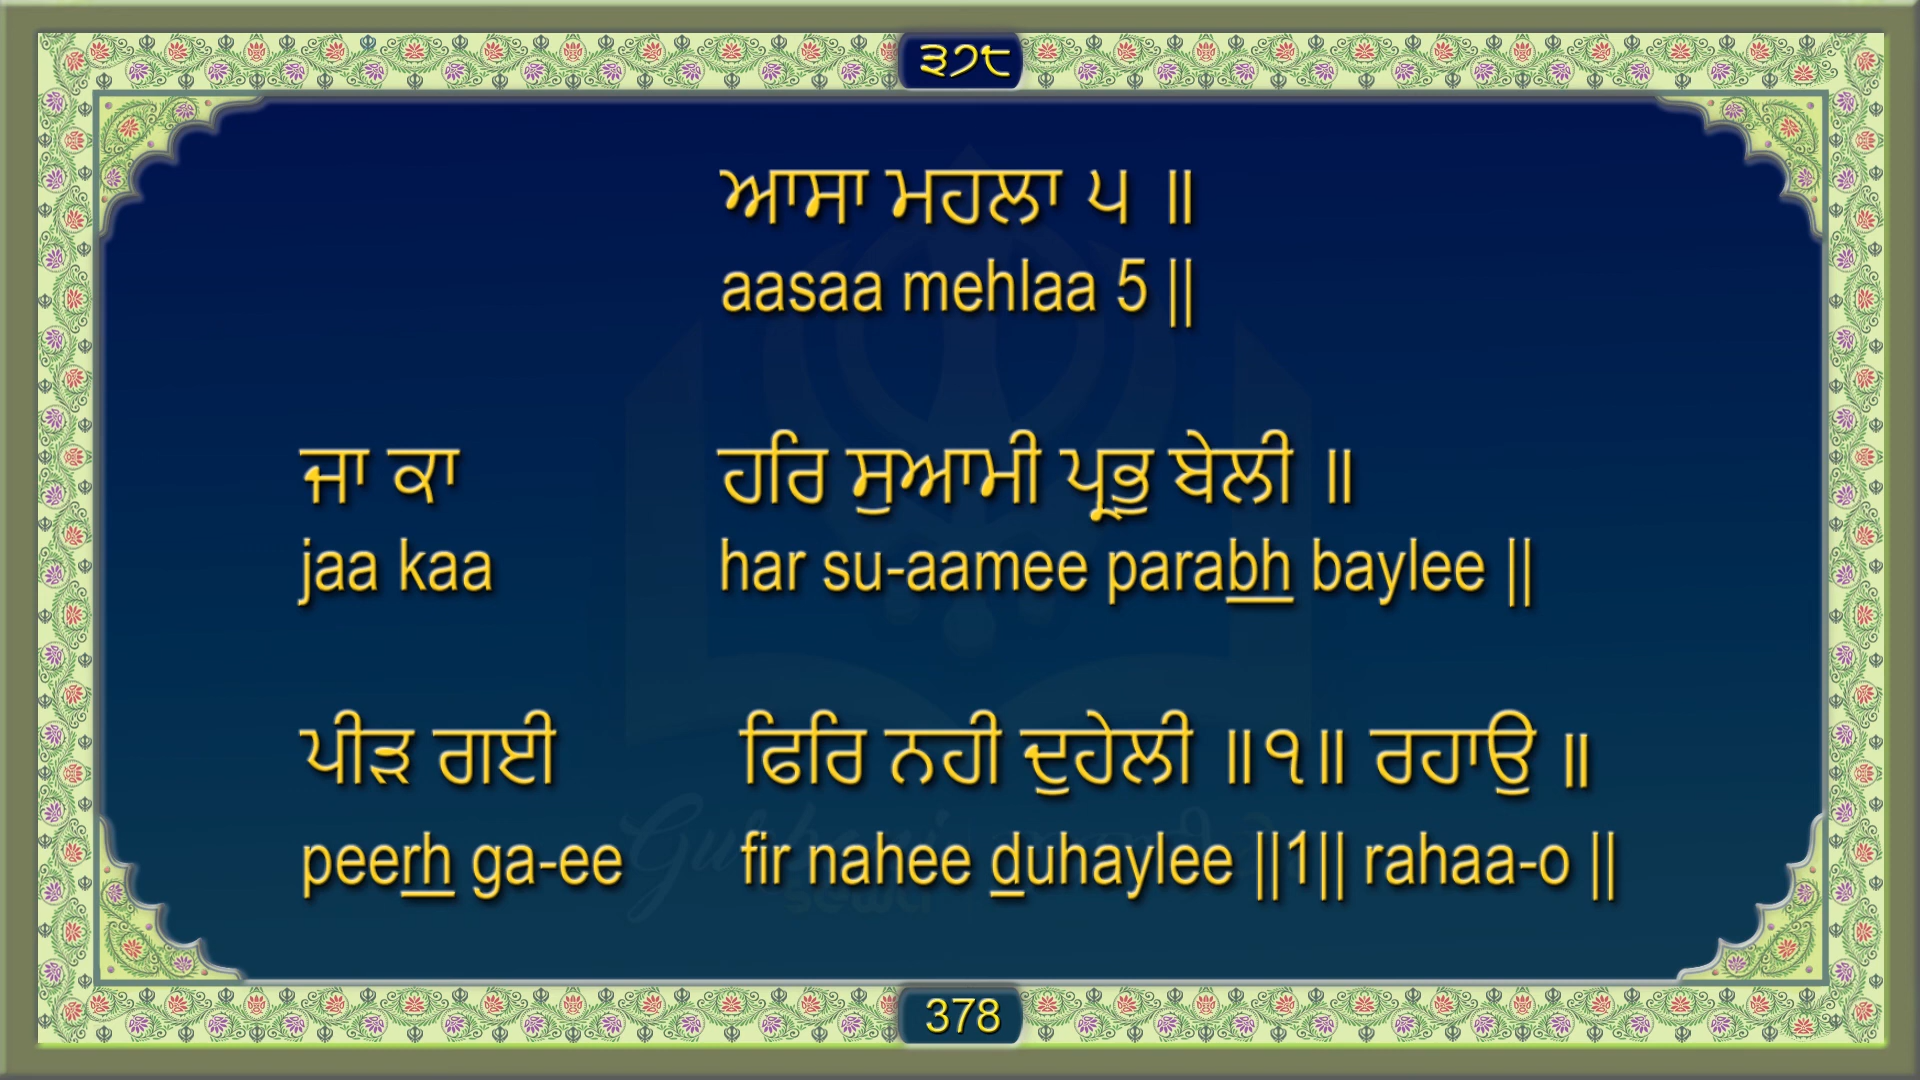 ੩੭੮
ਆਸਾ ਮਹਲਾ ੫ ॥
aasaa mehlaa 5 ||
ਜਾ ਕਾ ਹਰਿ ਸੁਆਮੀ ਪ੍ਰਭੁ ਬੇਲੀ ॥
jaa kaa har su-aamee parabh baylee ||
ਪੀੜ ਗਈ ਫਿਰਿ ਨਹੀ ਦੁਹੇਲੀ ॥੧॥ ਰਹਾਉ ॥
peerh ga-ee fir nahee duhaylee ||1|| rahaa-o ||
378